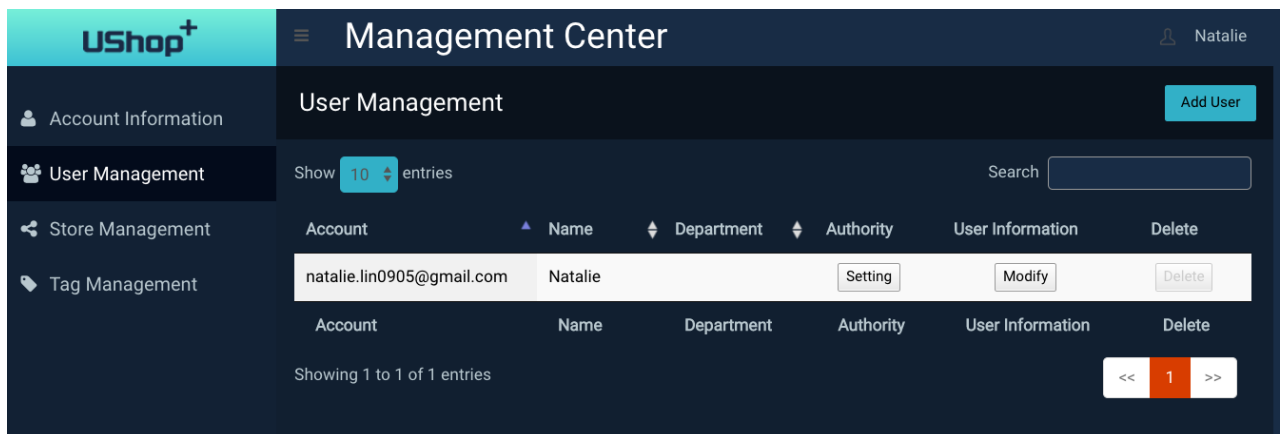 UShop+
Management Center
Natalie
Account Information
User Management
Store Management
Tag Management
User Management
Add User
Show 10 entries
Search
Account Name Department Authority User Information Delete
natalie.lin0905@gmail.com Natalie Setting Modify Delete
Account Name Department Authority User Information Delete
Showing 1 to 1 of 1 entries
<< 1 >>